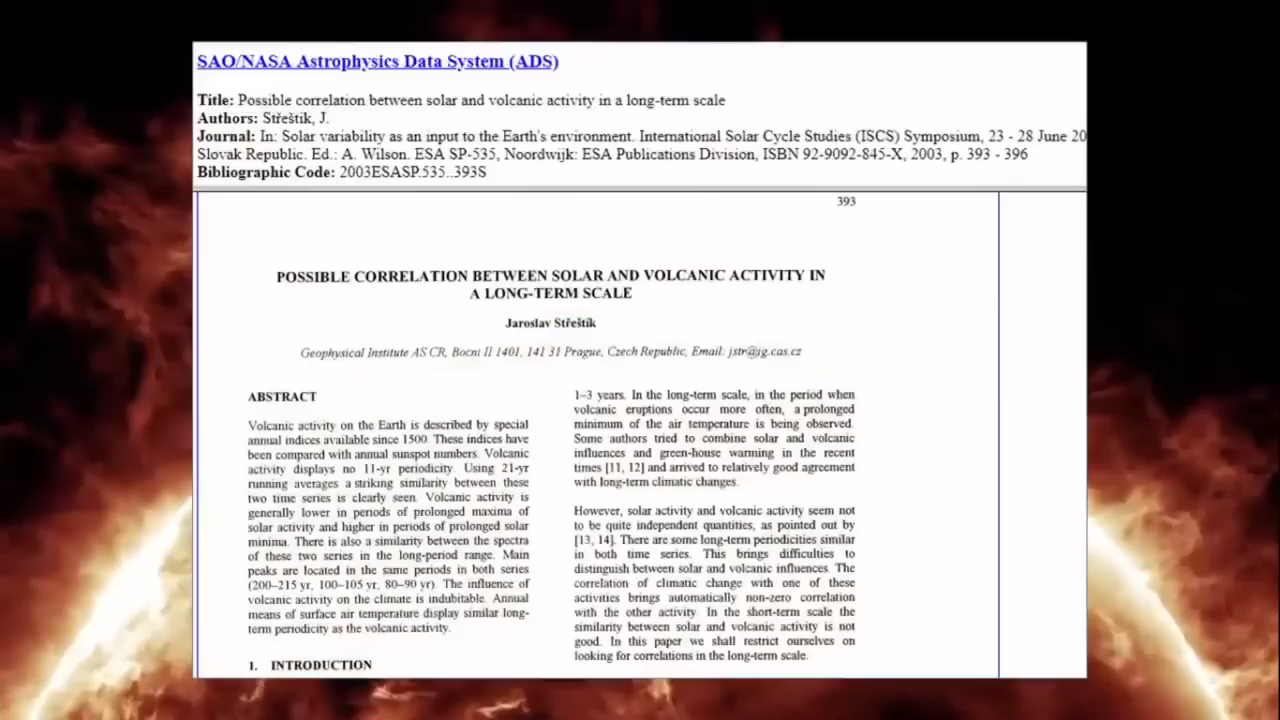 SAO/NASA Astrophysics Data System (ADS)
Title: Possible correlation between solar and volcanic activity in a long-term scale
Authors: Střeštik, J.
Journal: In: Solar variability as an input to the Earth's environment. International Solar Cycle Studies (ISCS) Symposium, 23 - 28 June 20
Slovak Republic. Ed.: A. Wilson. ESA SP-535, Noordwijk: ESA Publications Division, ISBN 92-9092-845-X, 2003, p. 393 - 396
Bibliographic Code: 2003ESASP.535..393S
393
POSSIBLE CORRELATION BETWEEN SOLAR AND VOLCANIC ACTIVITY IN
A LONG-TERM SCALE
Jaroslav Střeštik
Geophysical Institute AS CR, Bocni II 1401, 141 31 Prague, Czech Republic, Email: jstr@ig.cas.cz
ABSTRACT
Volcanic activity on the Earth is described by special
annual indices available since 1500. These indices have
been compared with annual sunspot numbers. Volcanic
activity displays no 11-yr periodicity. Using 21-yr
running averages a striking similarity between these
two time series is clearly seen. Volcanic activity is
generally lower in periods of prolonged maxima of
solar activity and higher in periods of prolonged solar
minima. There is also a similarity between the spectra
of these two series in the long-period range. Main
peaks are located in the same periods in both series
(200–215 yr, 100–105 yr, 80–90 yr). The influence of
volcanic activity on the climate is indubitable. Annual
means of surface air temperature display similar long-
term periodicity as the volcanic activity.
1. INTRODUCTION
1–3 years. In the long-term scale, in the period when
volcanic eruptions occur more often, a prolonged
minimum of the air temperature is being observed.
Some authors tried to combine solar and volcanic
influences and green-house warming in the recent
times [11, 12] and arrived to relatively good agreement
with long-term climatic changes.
However, solar activity and volcanic activity seem not
to be quite independent quantities, as pointed out by
[13, 14]. There are some long-term periodicities similar
in both time series. This brings difficulties to
distinguish between solar and volcanic influences. The
correlation of climatic change with one of these
activities brings automatically non-zero correlation
with the other activity. In the short-term scale the
similarity between solar and volcanic activity is not
good. In this paper we shall restrict ourselves on
looking for correlations in the long-term scale.